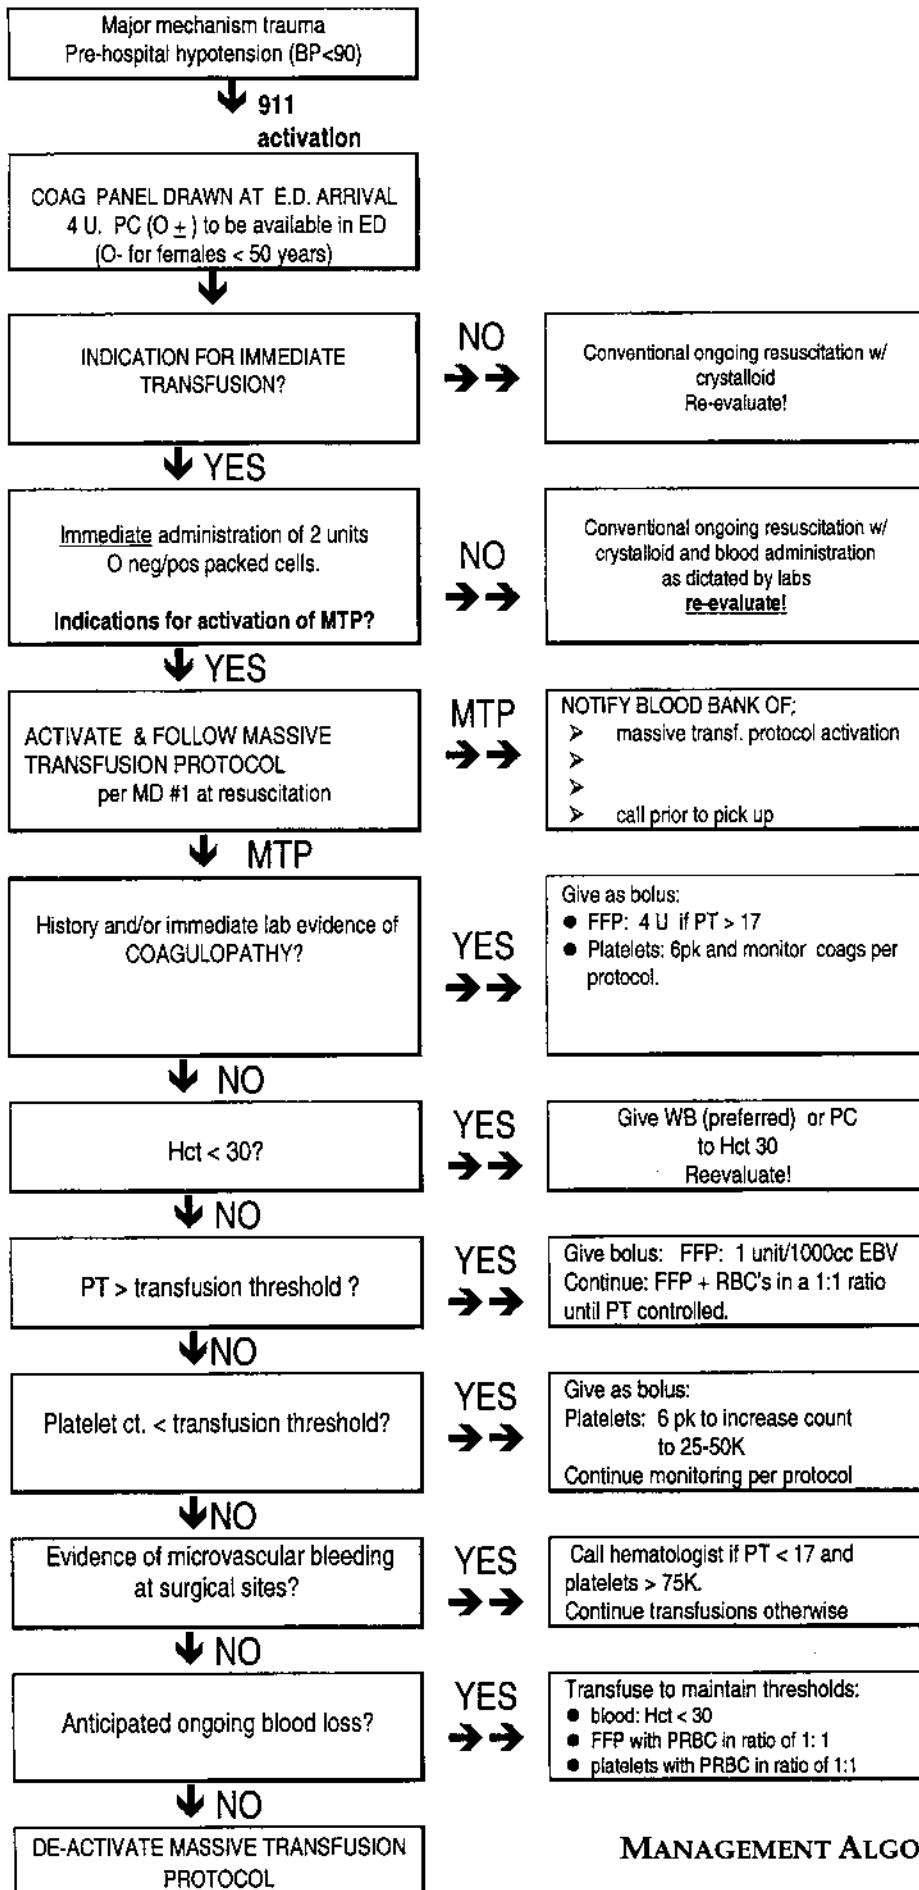 Major mechanism trauma
Pre-hospital hypotension (BP<90)
911
activation
COAG PANEL DRAWN AT E.D. ARRIVAL
4 U. PC (O ±) to be available in ED
(O- for females < 50 years)
INDICATION FOR IMMEDIATE
TRANSFUSION?
NO
Conventional ongoing resuscitation w/
crystalloid
Re-evaluate!
YES
Immediate administration of 2 units
O neg/pos packed cells.
Indications for activation of MTP?
NO
Conventional ongoing resuscitation w/
crystalloid and blood administration
as dictated by labs
re-evaluate!
YES
ACTIVATE & FOLLOW MASSIVE
TRANSFUSION PROTOCOL
per MD #1 at resuscitation
MTP
NOTIFY BLOOD BANK OF:
➢ massive transf. protocol activation
➢
➢
➢ call prior to pick up
MTP
History and/or immediate lab evidence of
COAGULOPATHY?
YES
Give as bolus:
● FFP: 4 U if PT > 17
● Platelets: 6pk and monitor coags per
protocol.
NO
Hct < 30?
YES
Give WB (preferred) or PC
to Hct 30
Reevaluate!
NO
PT > transfusion threshold ?
YES
Give bolus: FFP: 1 unit/1000cc EBV
Continue: FFP + RBC's in a 1:1 ratio
until PT controlled.
NO
Platelet ct. < transfusion threshold?
YES
Give as bolus:
Platelets: 6 pk to increase count
to 25-50K
Continue monitoring per protocol
NO
Evidence of microvascular bleeding
at surgical sites?
YES
Call hematologist if PT < 17 and
platelets > 75K.
Continue transfusions otherwise
NO
Anticipated ongoing blood loss?
YES
Transfuse to maintain thresholds:
● blood: Hct < 30
● FFP with PRBC in ratio of 1: 1
● platelets with PRBC in ratio of 1:1
NO
DE-ACTIVATE MASSIVE TRANSFUSION
PROTOCOL
MANAGEMENT ALGO